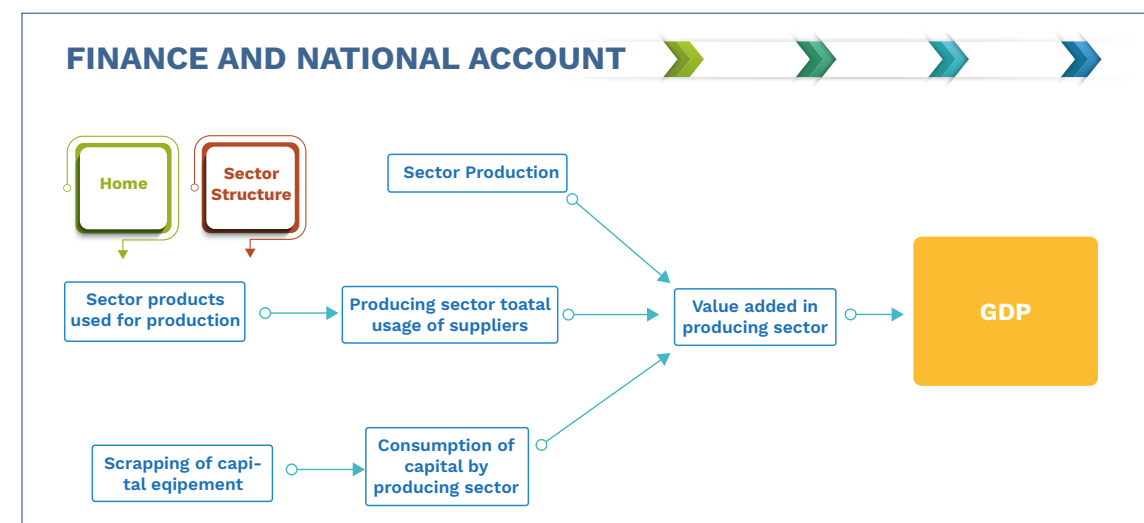 FINANCE AND NATIONAL ACCOUNT
Home
Sector
Structure
Sector Production
Sector products
used for production
Producing sector toatal
usage of suppliers
Value added in
producing sector
GDP
Scrapping of capi-
tal eqipement
Consumption of
capital by
producing sector